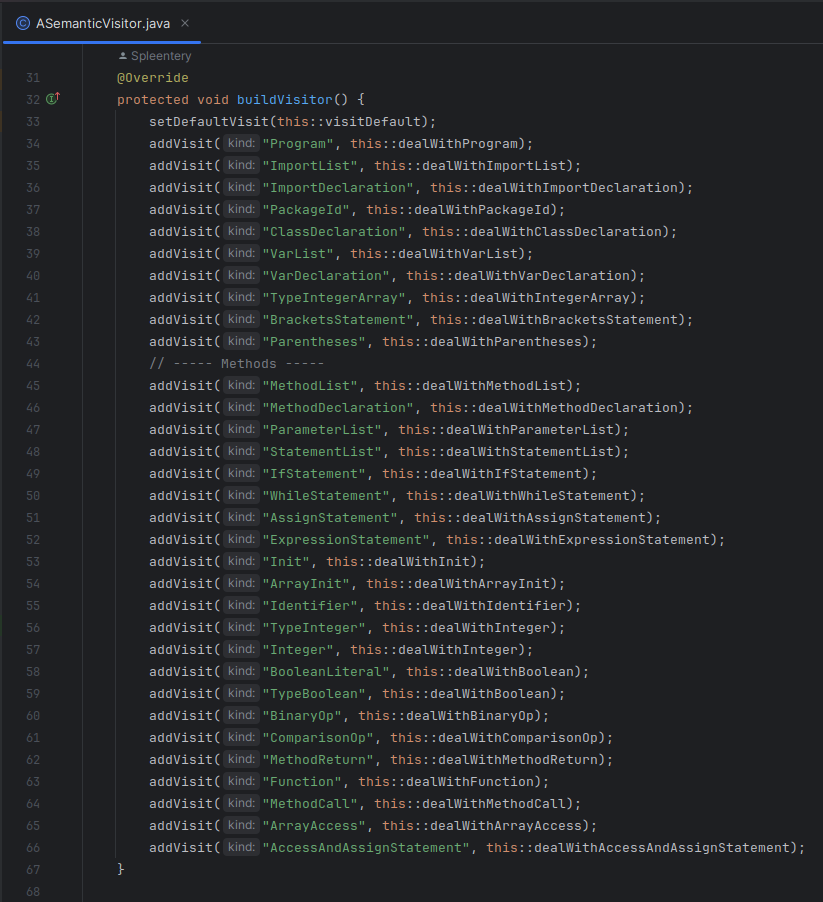 ASemanticVisitor.java
Spleentery
31 @Override
32 protected void buildVisitor() {
33 setDefaultVisit(this::visitDefault);
34 addVisit( kind: "Program", this::dealWithProgram);
35 addVisit( kind: "ImportList", this::dealWithImportList);
36 addVisit( kind: "ImportDeclaration", this::dealWithImportDeclaration);
37 addVisit( kind: "PackageId", this::dealWithPackageId);
38 addVisit( kind: "ClassDeclaration", this::dealWithClassDeclaration);
39 addVisit( kind: "VarList", this::dealWithVarList);
40 addVisit( kind: "VarDeclaration", this::dealWithVarDeclaration);
41 addVisit( kind: "TypeIntegerArray", this::dealWithIntegerArray);
42 addVisit( kind: "BracketsStatement", this::dealWithBracketsStatement);
43 addVisit( kind: "Parentheses", this::dealWithParentheses);
44 // ----- Methods -----
45 addVisit( kind: "MethodList", this::dealWithMethodList);
46 addVisit( kind: "MethodDeclaration", this::dealWithMethodDeclaration);
47 addVisit( kind: "ParameterList", this::dealWithParameterList);
48 addVisit( kind: "StatementList", this::dealWithStatementList);
49 addVisit( kind: "IfStatement", this::dealWithIfStatement);
50 addVisit( kind: "WhileStatement", this::dealWithWhileStatement);
51 addVisit( kind: "AssignStatement", this::dealWithAssignStatement);
52 addVisit( kind: "ExpressionStatement", this::dealWithExpressionStatement);
53 addVisit( kind: "Init", this::dealWithInit);
54 addVisit( kind: "ArrayInit", this::dealWithArrayInit);
55 addVisit( kind: "Identifier", this::dealWithIdentifier);
56 addVisit( kind: "TypeInteger", this::dealWithInteger);
57 addVisit( kind: "Integer", this::dealWithInteger);
58 addVisit( kind: "BooleanLiteral", this::dealWithBoolean);
59 addVisit( kind: "TypeBoolean", this::dealWithBoolean);
60 addVisit( kind: "BinaryOp", this::dealWithBinaryOp);
61 addVisit( kind: "ComparisonOp", this::dealWithComparisonOp);
62 addVisit( kind: "MethodReturn", this::dealWithMethodReturn);
63 addVisit( kind: "Function", this::dealWithFunction);
64 addVisit( kind: "MethodCall", this::dealWithMethodCall);
65 addVisit( kind: "ArrayAccess", this::dealWithArrayAccess);
66 addVisit( kind: "AccessAndAssignStatement", this::dealWithAccessAndAssignStatement);
67 }
68